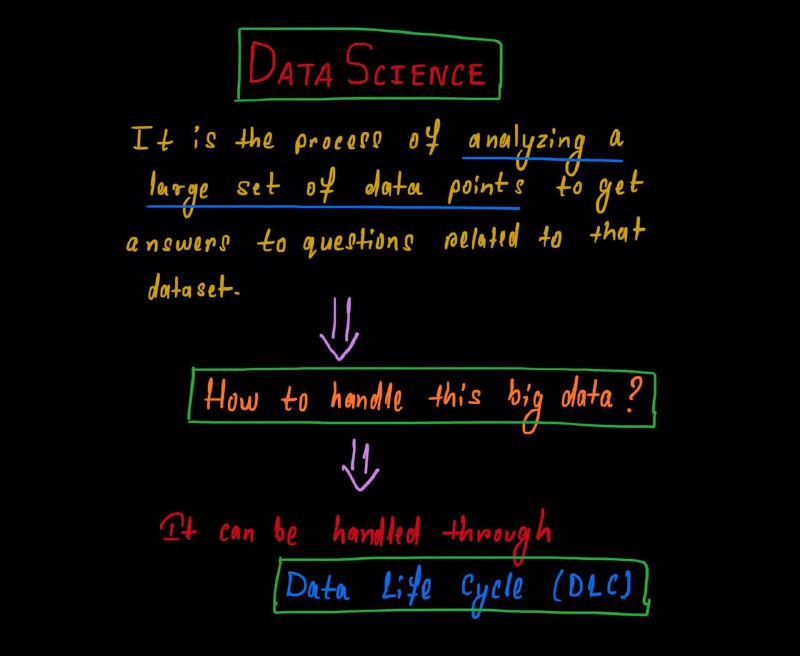 DATA SCIENCE
It is the process of analyzing a
large set of data points to get
answers to questions related to that
dataset.
How to handle this big data?
It can be handled through
Data Life Cycle (DLC)